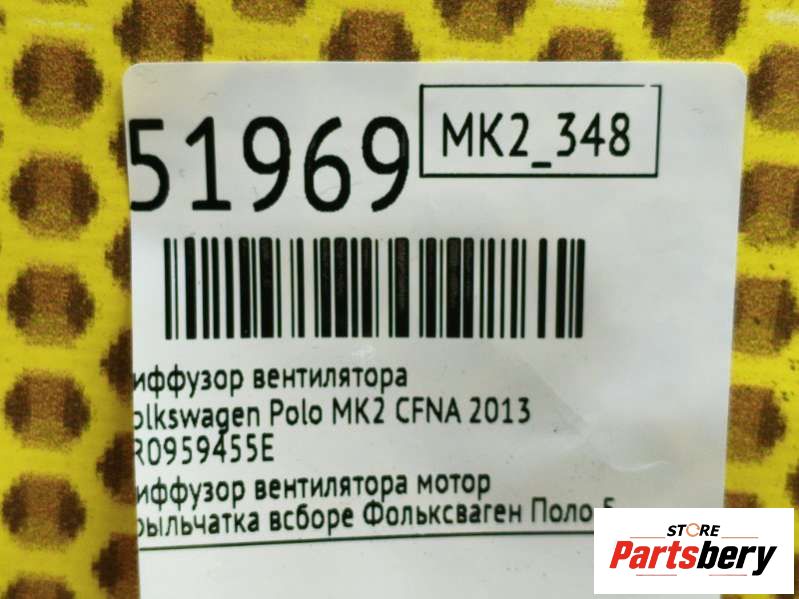 51969
MK2_348
иффузор вентилятора
olkswagen Polo MK2 CFNA 2013
R0959455E
иффузор вентилятора мотор
рыльчатка всборе Фольксваген Поло 5
STORE
Partsbery